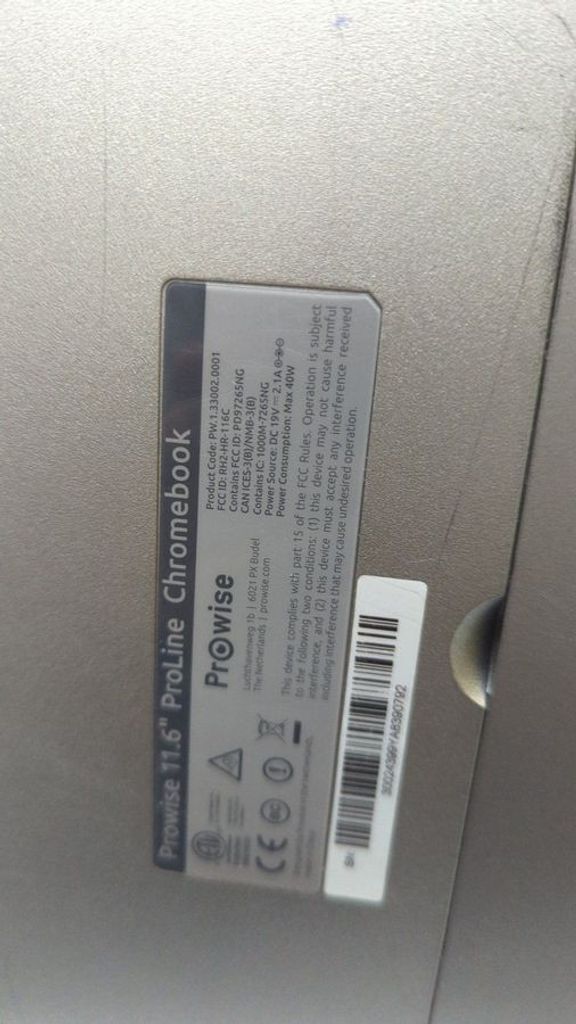 Prowise 11.6" ProLine Chromebook
Prowise
Luchthavenweg 1b | 6021 PX Budel
The Netherlands | prowise.com
Product Code: PW.1.33002.0001
FCC ID: RH2-HR-116C
Contains FCC ID: PD97265NG
CAN ICES-3(B)/NMB-3(B)
Contains IC: 1000M-7265NG
Power Source: DC 19V ⎓ 2.1A
Power Consumption: Max 40W
This device complies with part 15 of the FCC Rules. Operation is subject
to the following two conditions: (1) this device may not cause harmful
interference, and (2) this device must accept any interference received
including interference that may cause undesired operation.
CE